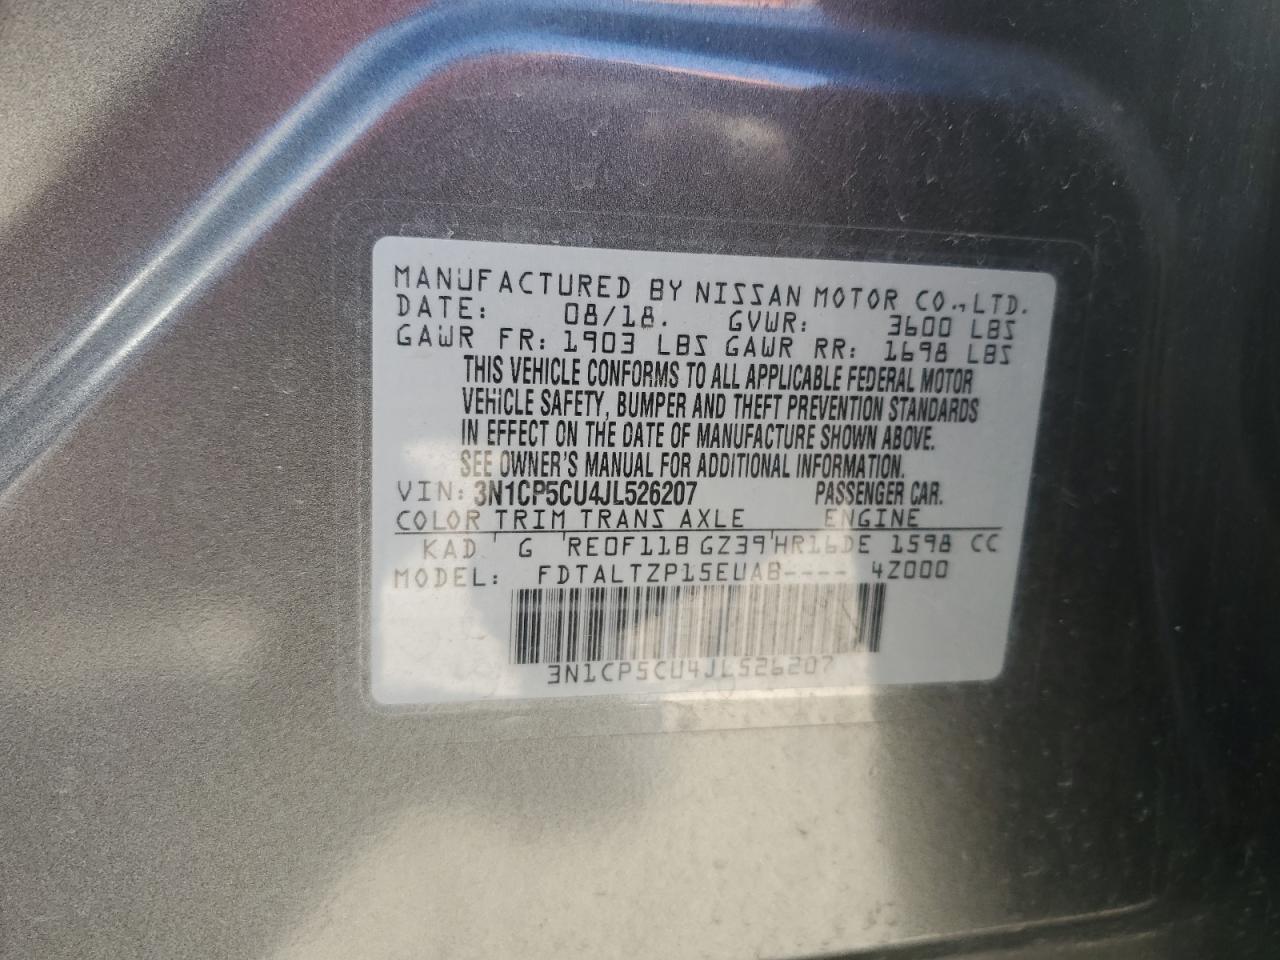 MANUFACTURED BY NISSAN MOTOR CO.,LTD.
DATE: 08/18. GVWR: 3600 LBS
GAWR FR: 1903 LBS GAWR RR: 1698 LBS
THIS VEHICLE CONFORMS TO ALL APPLICABLE FEDERAL MOTOR
VEHICLE SAFETY, BUMPER AND THEFT PREVENTION STANDARDS
IN EFFECT ON THE DATE OF MANUFACTURE SHOWN ABOVE.
SEE OWNER'S MANUAL FOR ADDITIONAL INFORMATION.
VIN: 3N1CP5CU4JL526207 PASSENGER CAR.
COLOR TRIM TRANS AXLE ENGINE
KAD G RE0F11B GZ39 HR16DE 1598 CC
MODEL: FDTALTZP15EUAB---- 4Z000
3N1CP5CU4JL526207